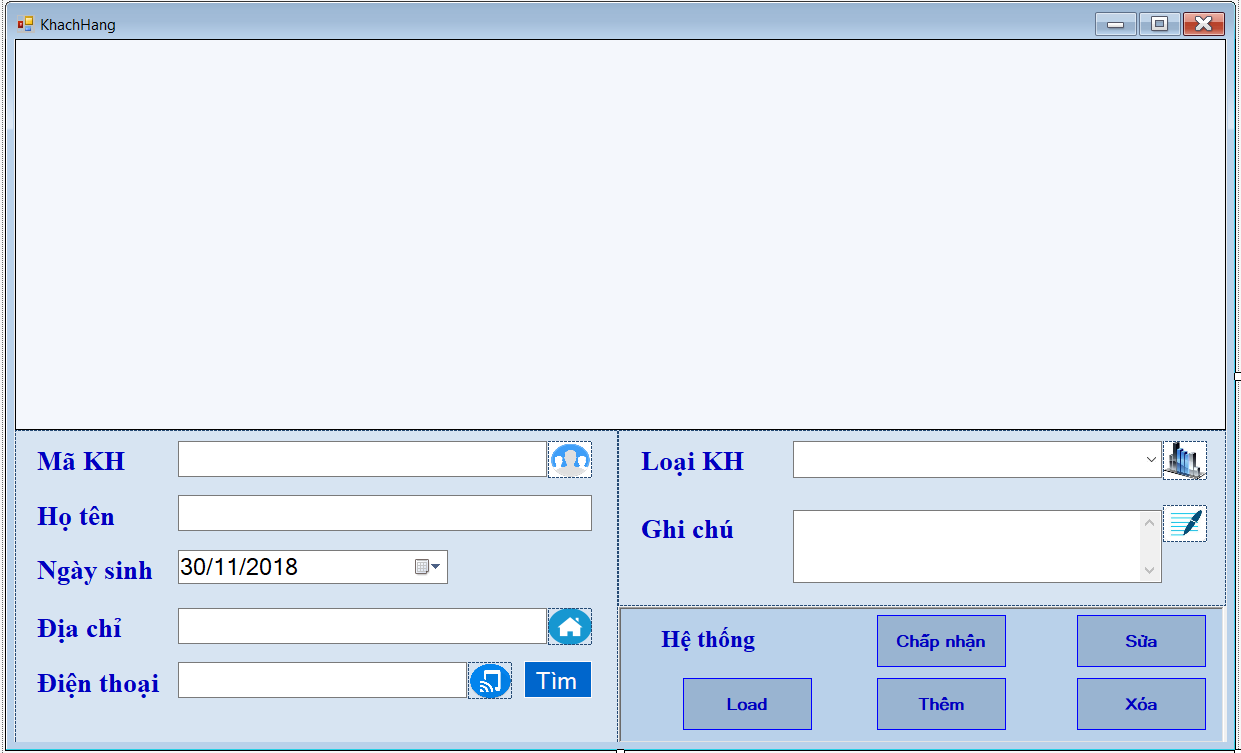 KhachHang
Mã KH
Họ tên
Ngày sinh
30/11/2018
Địa chỉ
Điện thoại
Tìm
Loại KH
Ghi chú
Hệ thống
Chấp nhận
Sửa
Load
Thêm
Xóa